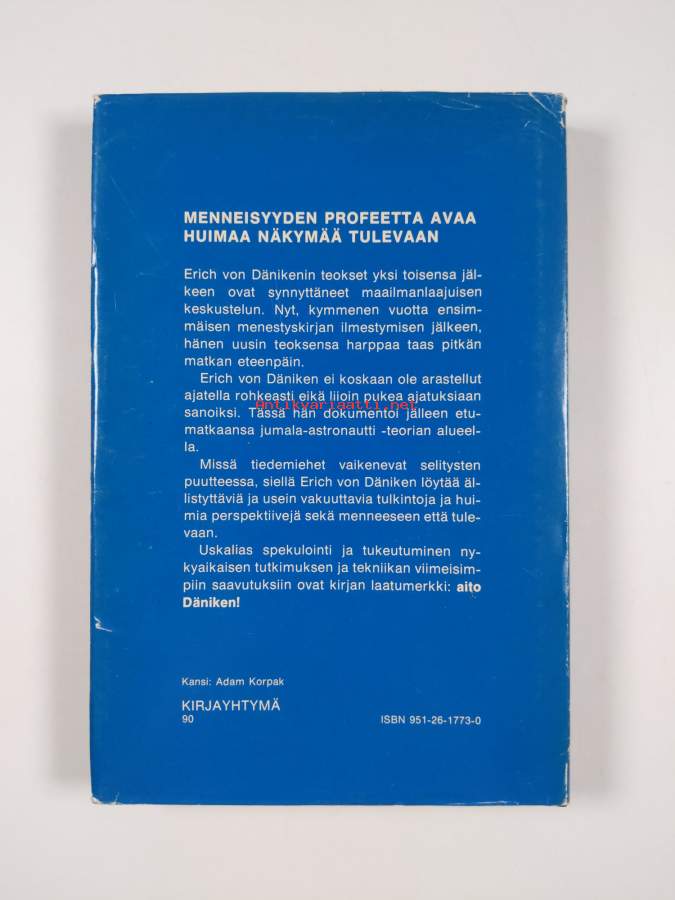 MENNEISYYDEN PROFEETTA AVAA
HUIMAA NÄKYMÄÄ TULEVAAN
Erich von Dänikenin teokset yksi toisensa jäl-
keen ovat synnyttäneet maailmanlaajuisen
keskustelun. Nyt, kymmenen vuotta ensim-
mäisen menestyskirjan ilmestymisen jälkeen,
hänen uusin teoksensa harppaa taas pitkän
matkan eteenpäin.
Erich von Däniken ei koskaan ole arastellut
ajatella rohkeasti eikä liioin pukea ajatuksiaan
Antikvariaatti.net
sanoiksi. Tässä hän dokumentoi jälleen etu-
matkaansa jumala-astronautti -teorian alueel-
la.
Missä tiedemiehet vaikenevat selitysten
puutteessa, siellä Erich von Däniken löytää äl-
listyttäviä ja usein vakuuttavia tulkintoja ja hui-
mia perspektiivejä sekä menneeseen että tule-
vaan.
Uskalias spekulointi ja tukeutuminen ny-
kyaikaisen tutkimuksen ja tekniikan viimeisim-
piin saavutuksiin ovat kirjan laatumerkki: aito
Däniken!
Kansi: Adam Korpak
KIRJAYHTYMÄ
90
ISBN 951-26-1773-0